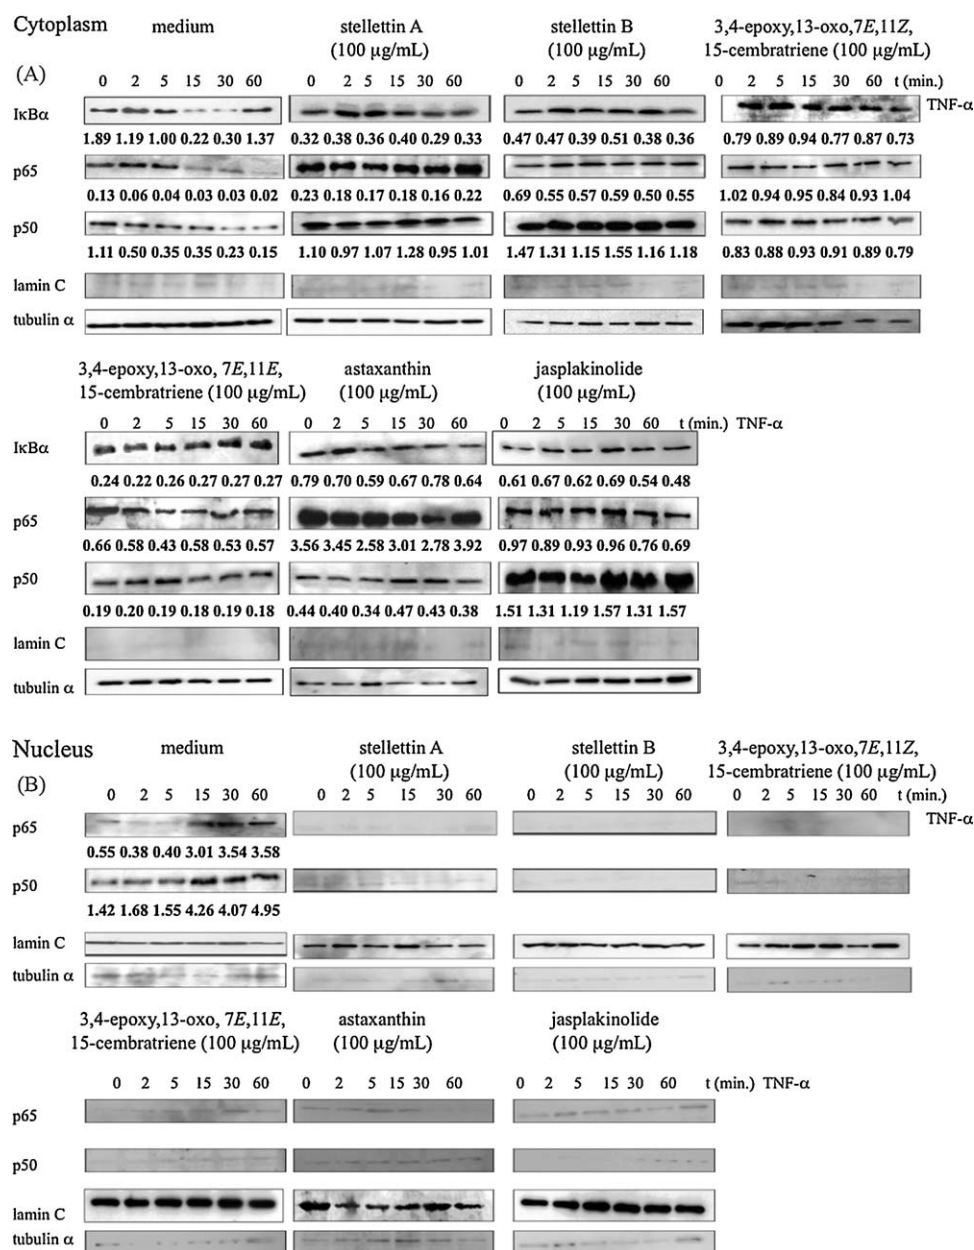 Cytoplasm medium stellettin A stellettin B 3,4-epoxy,13-oxo,7E,11Z,
(100 μg/mL) (100 μg/mL) 15-cembratriene (100 μg/mL)
(A)
0 2 5 15 30 60 0 2 5 15 30 60 0 2 5 15 30 60 0 2 5 15 30 60 t (min.)
IκBα TNF-α
1.89 1.19 1.00 0.22 0.30 1.37 0.32 0.38 0.36 0.40 0.29 0.33 0.47 0.47 0.39 0.51 0.38 0.36 0.79 0.89 0.94 0.77 0.87 0.73
p65
0.13 0.06 0.04 0.03 0.03 0.02 0.23 0.18 0.17 0.18 0.16 0.22 0.69 0.55 0.57 0.59 0.50 0.55 1.02 0.94 0.95 0.84 0.93 1.04
p50
1.11 0.50 0.35 0.35 0.23 0.15 1.10 0.97 1.07 1.28 0.95 1.01 1.47 1.31 1.15 1.55 1.16 1.18 0.83 0.88 0.93 0.91 0.89 0.79
lamin C
tubulin α
3,4-epoxy,13-oxo, 7E,11E, astaxanthin jasplakinolide
15-cembratriene (100 μg/mL) (100 μg/mL) (100 μg/mL)
0 2 5 15 30 60 0 2 5 15 30 60 0 2 5 15 30 60 t (min.) TNF-α
IκBα
0.24 0.22 0.26 0.27 0.27 0.27 0.79 0.70 0.59 0.67 0.78 0.64 0.61 0.67 0.62 0.69 0.54 0.48
p65
0.66 0.58 0.43 0.58 0.53 0.57 3.56 3.45 2.58 3.01 2.78 3.92 0.97 0.89 0.93 0.96 0.76 0.69
p50
0.19 0.20 0.19 0.18 0.19 0.18 0.44 0.40 0.34 0.47 0.43 0.38 1.51 1.31 1.19 1.57 1.31 1.57
lamin C
tubulin α
Nucleus medium stellettin A stellettin B 3,4-epoxy,13-oxo,7E,11Z,
(100 μg/mL) (100 μg/mL) 15-cembratriene (100 μg/mL)
(B)
0 2 5 15 30 60 0 2 5 15 30 60 0 2 5 15 30 60 0 2 5 15 30 60 t (min.)
p65 TNF-α
0.55 0.38 0.40 3.01 3.54 3.58
p50
1.42 1.68 1.55 4.26 4.07 4.95
lamin C
tubulin α
3,4-epoxy,13-oxo, 7E,11E, astaxanthin jasplakinolide
15-cembratriene (100 μg/mL) (100 μg/mL) (100 μg/mL)
0 2 5 15 30 60 0 2 5 15 30 60 0 2 5 15 30 60 t (min.) TNF-α
p65
p50
lamin C
tubulin α